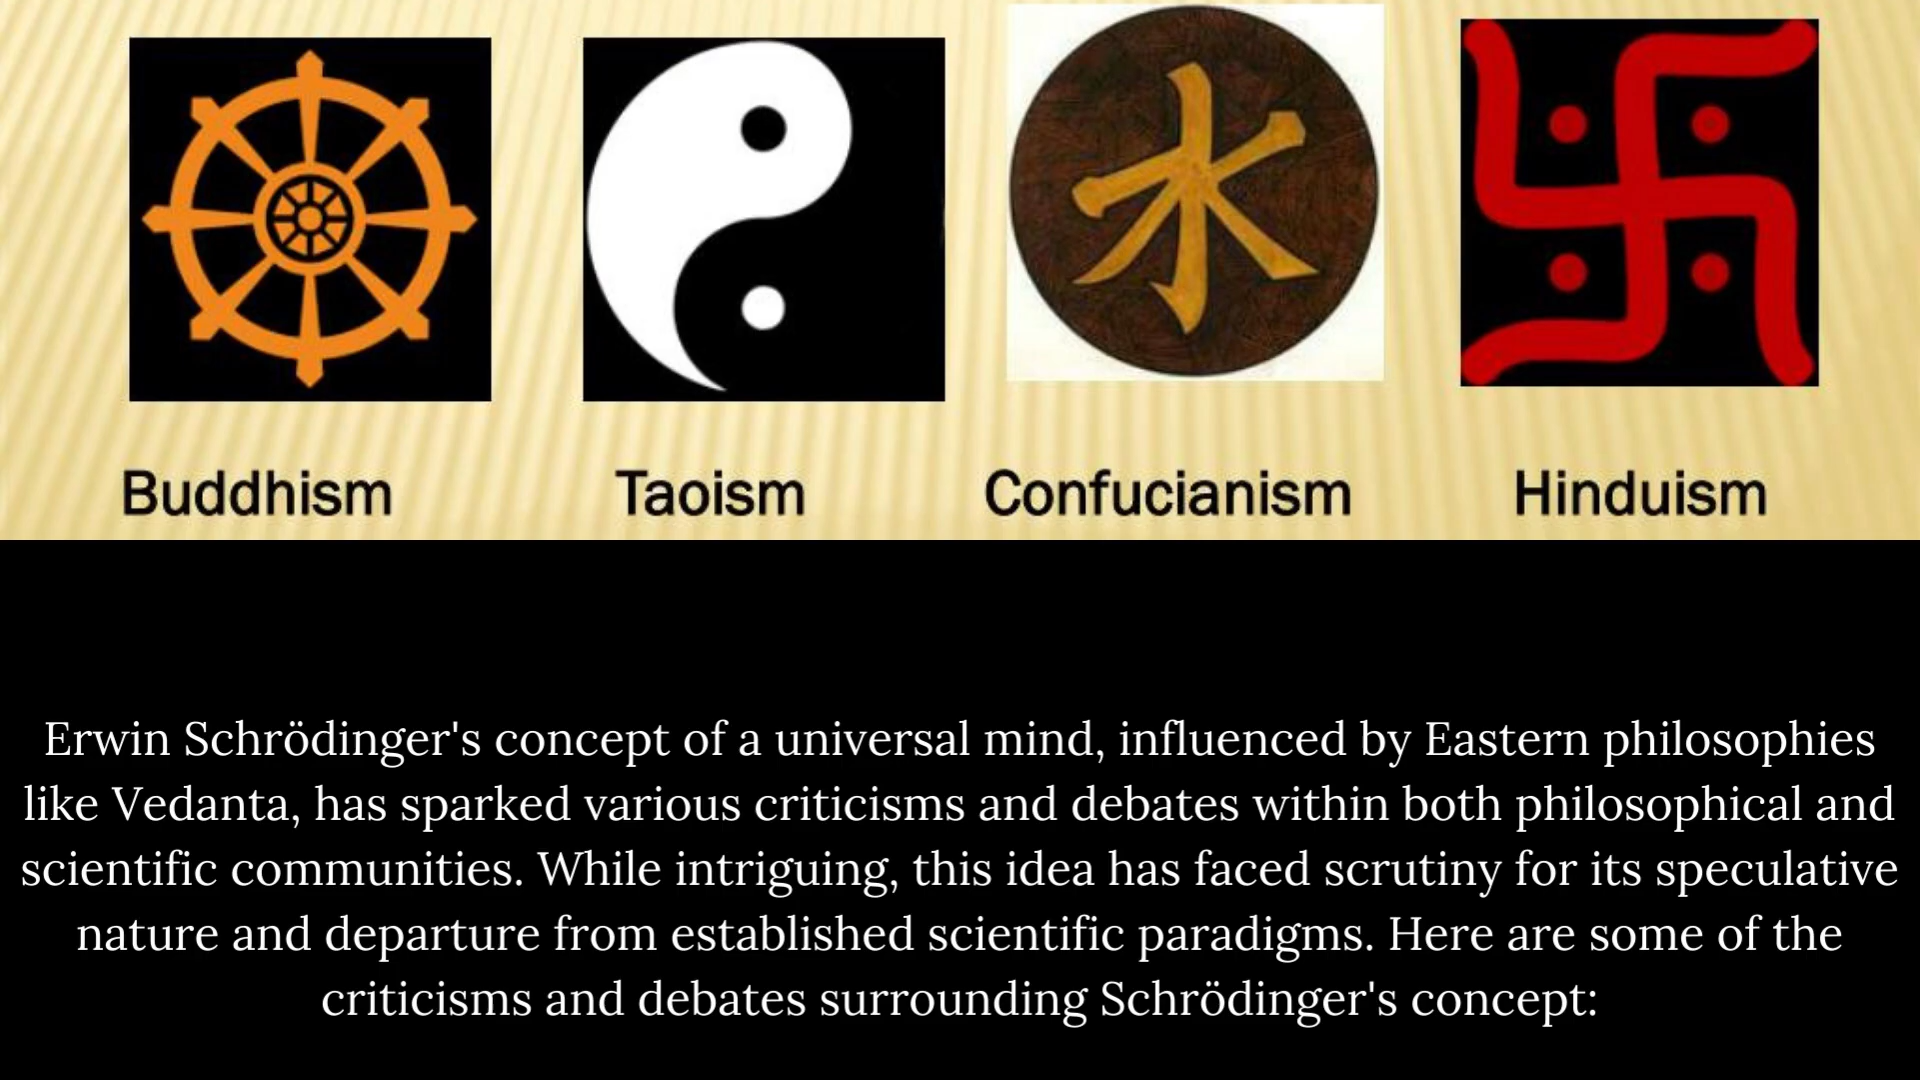 水
Buddhism Taoism Confucianism Hinduism
Erwin Schrödinger's concept of a universal mind, influenced by Eastern philosophies
like Vedanta, has sparked various criticisms and debates within both philosophical and
scientific communities. While intriguing, this idea has faced scrutiny for its speculative
nature and departure from established scientific paradigms. Here are some of the
criticisms and debates surrounding Schrödinger's concept: